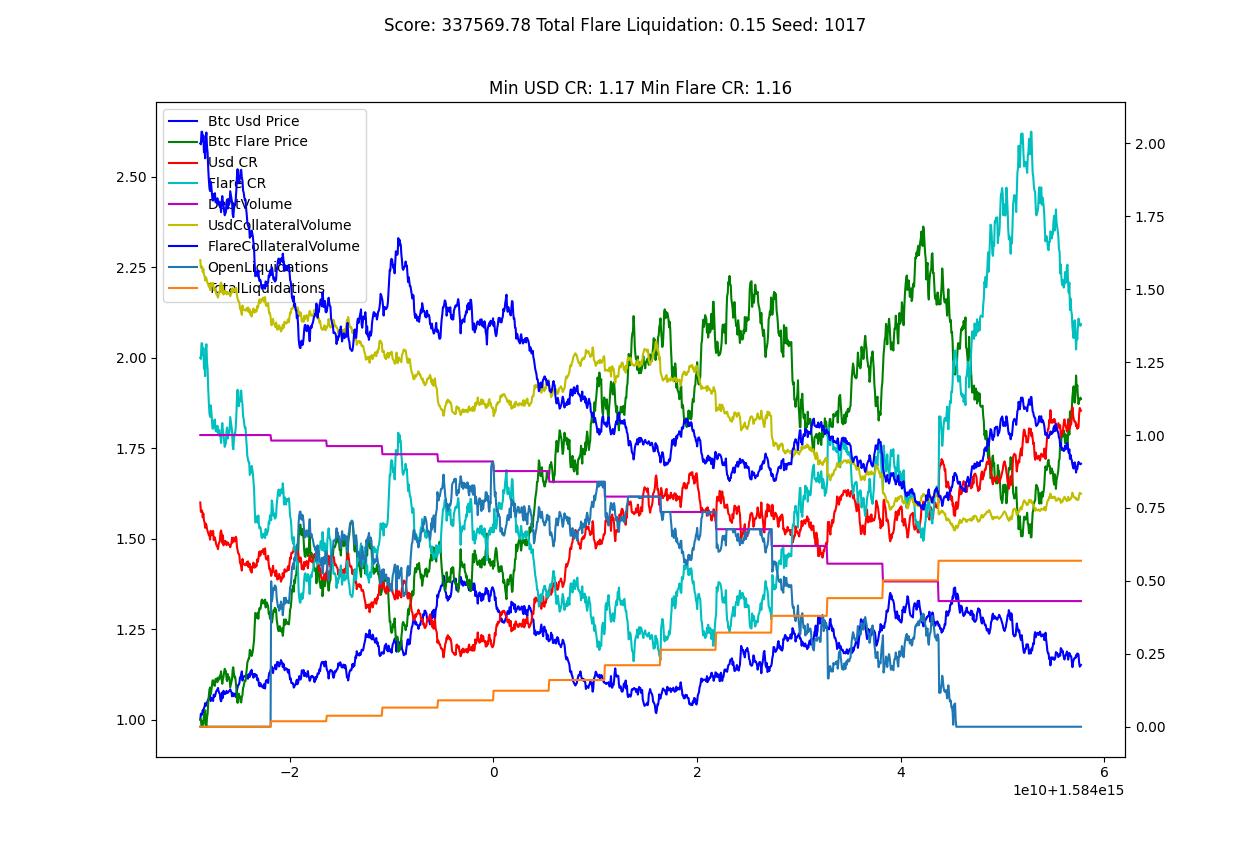 Score: 337569.78 Total Flare Liquidation: 0.15 Seed: 1017
Min USD CR: 1.17 Min Flare CR: 1.16
Btc Usd Price
Btc Flare Price
Usd CR
Flare CR
DebtVolume
UsdCollateralVolume
FlareCollateralVolume
OpenLiquidations
TotalLiquidations
2.50
2.25
2.00
1.75
1.50
1.25
1.00
2.00
1.75
1.50
1.25
1.00
0.75
0.50
0.25
0.00
−2
0
2
4
6
1e10+1.584e15